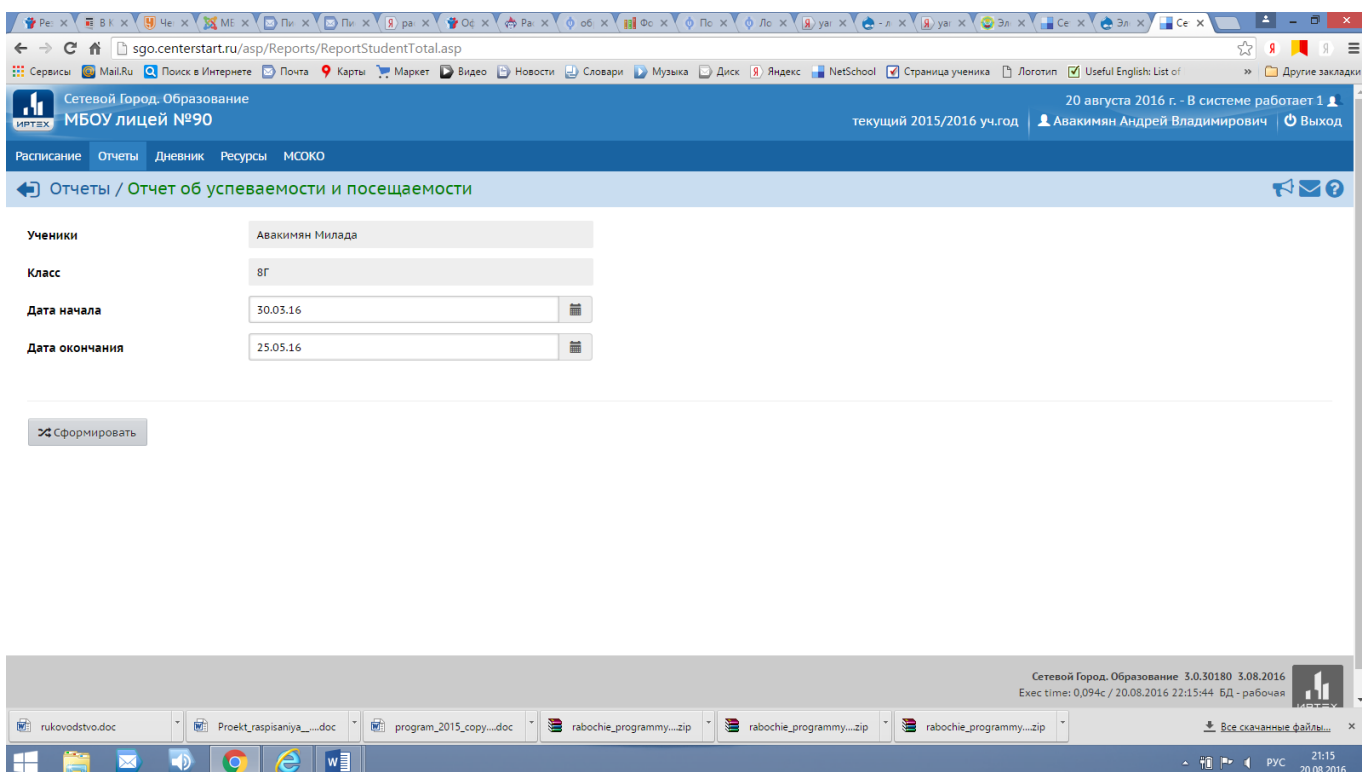 sgo.centerstart.ru/asp/Reports/ReportStudentTotal.asp
Сервисы Mail.Ru Поиск в Интернете Почта Карты Маркет Видео Новости Словари Музыка Диск Яндекс NetSchool Страница ученика Логотип Useful English: List of » Другие закладки
Сетевой Город. Образование
МБОУ лицей №90
20 августа 2016 г. - В системе работает 1
текущий 2015/2016 уч.год Авакимян Андрей Владимирович Выход
ИРТЕХ
Расписание Отчеты Дневник Ресурсы МСОКО
Отчеты / Отчет об успеваемости и посещаемости
Ученики Авакимян Милада
Класс 8Г
Дата начала 30.03.16
Дата окончания 25.05.16
Сформировать
Сетевой Город. Образование 3.0.30180 3.08.2016
Exec time: 0,094с / 20.08.2016 22:15:44 БД - рабочая
rukovodstvo.doc Proekt_raspisaniya__....doc program_2015_copy....doc rabochie_programmy....zip rabochie_programmy....zip rabochie_programmy....zip Все скачанные файлы...
РУС 21:15
20.08.2016